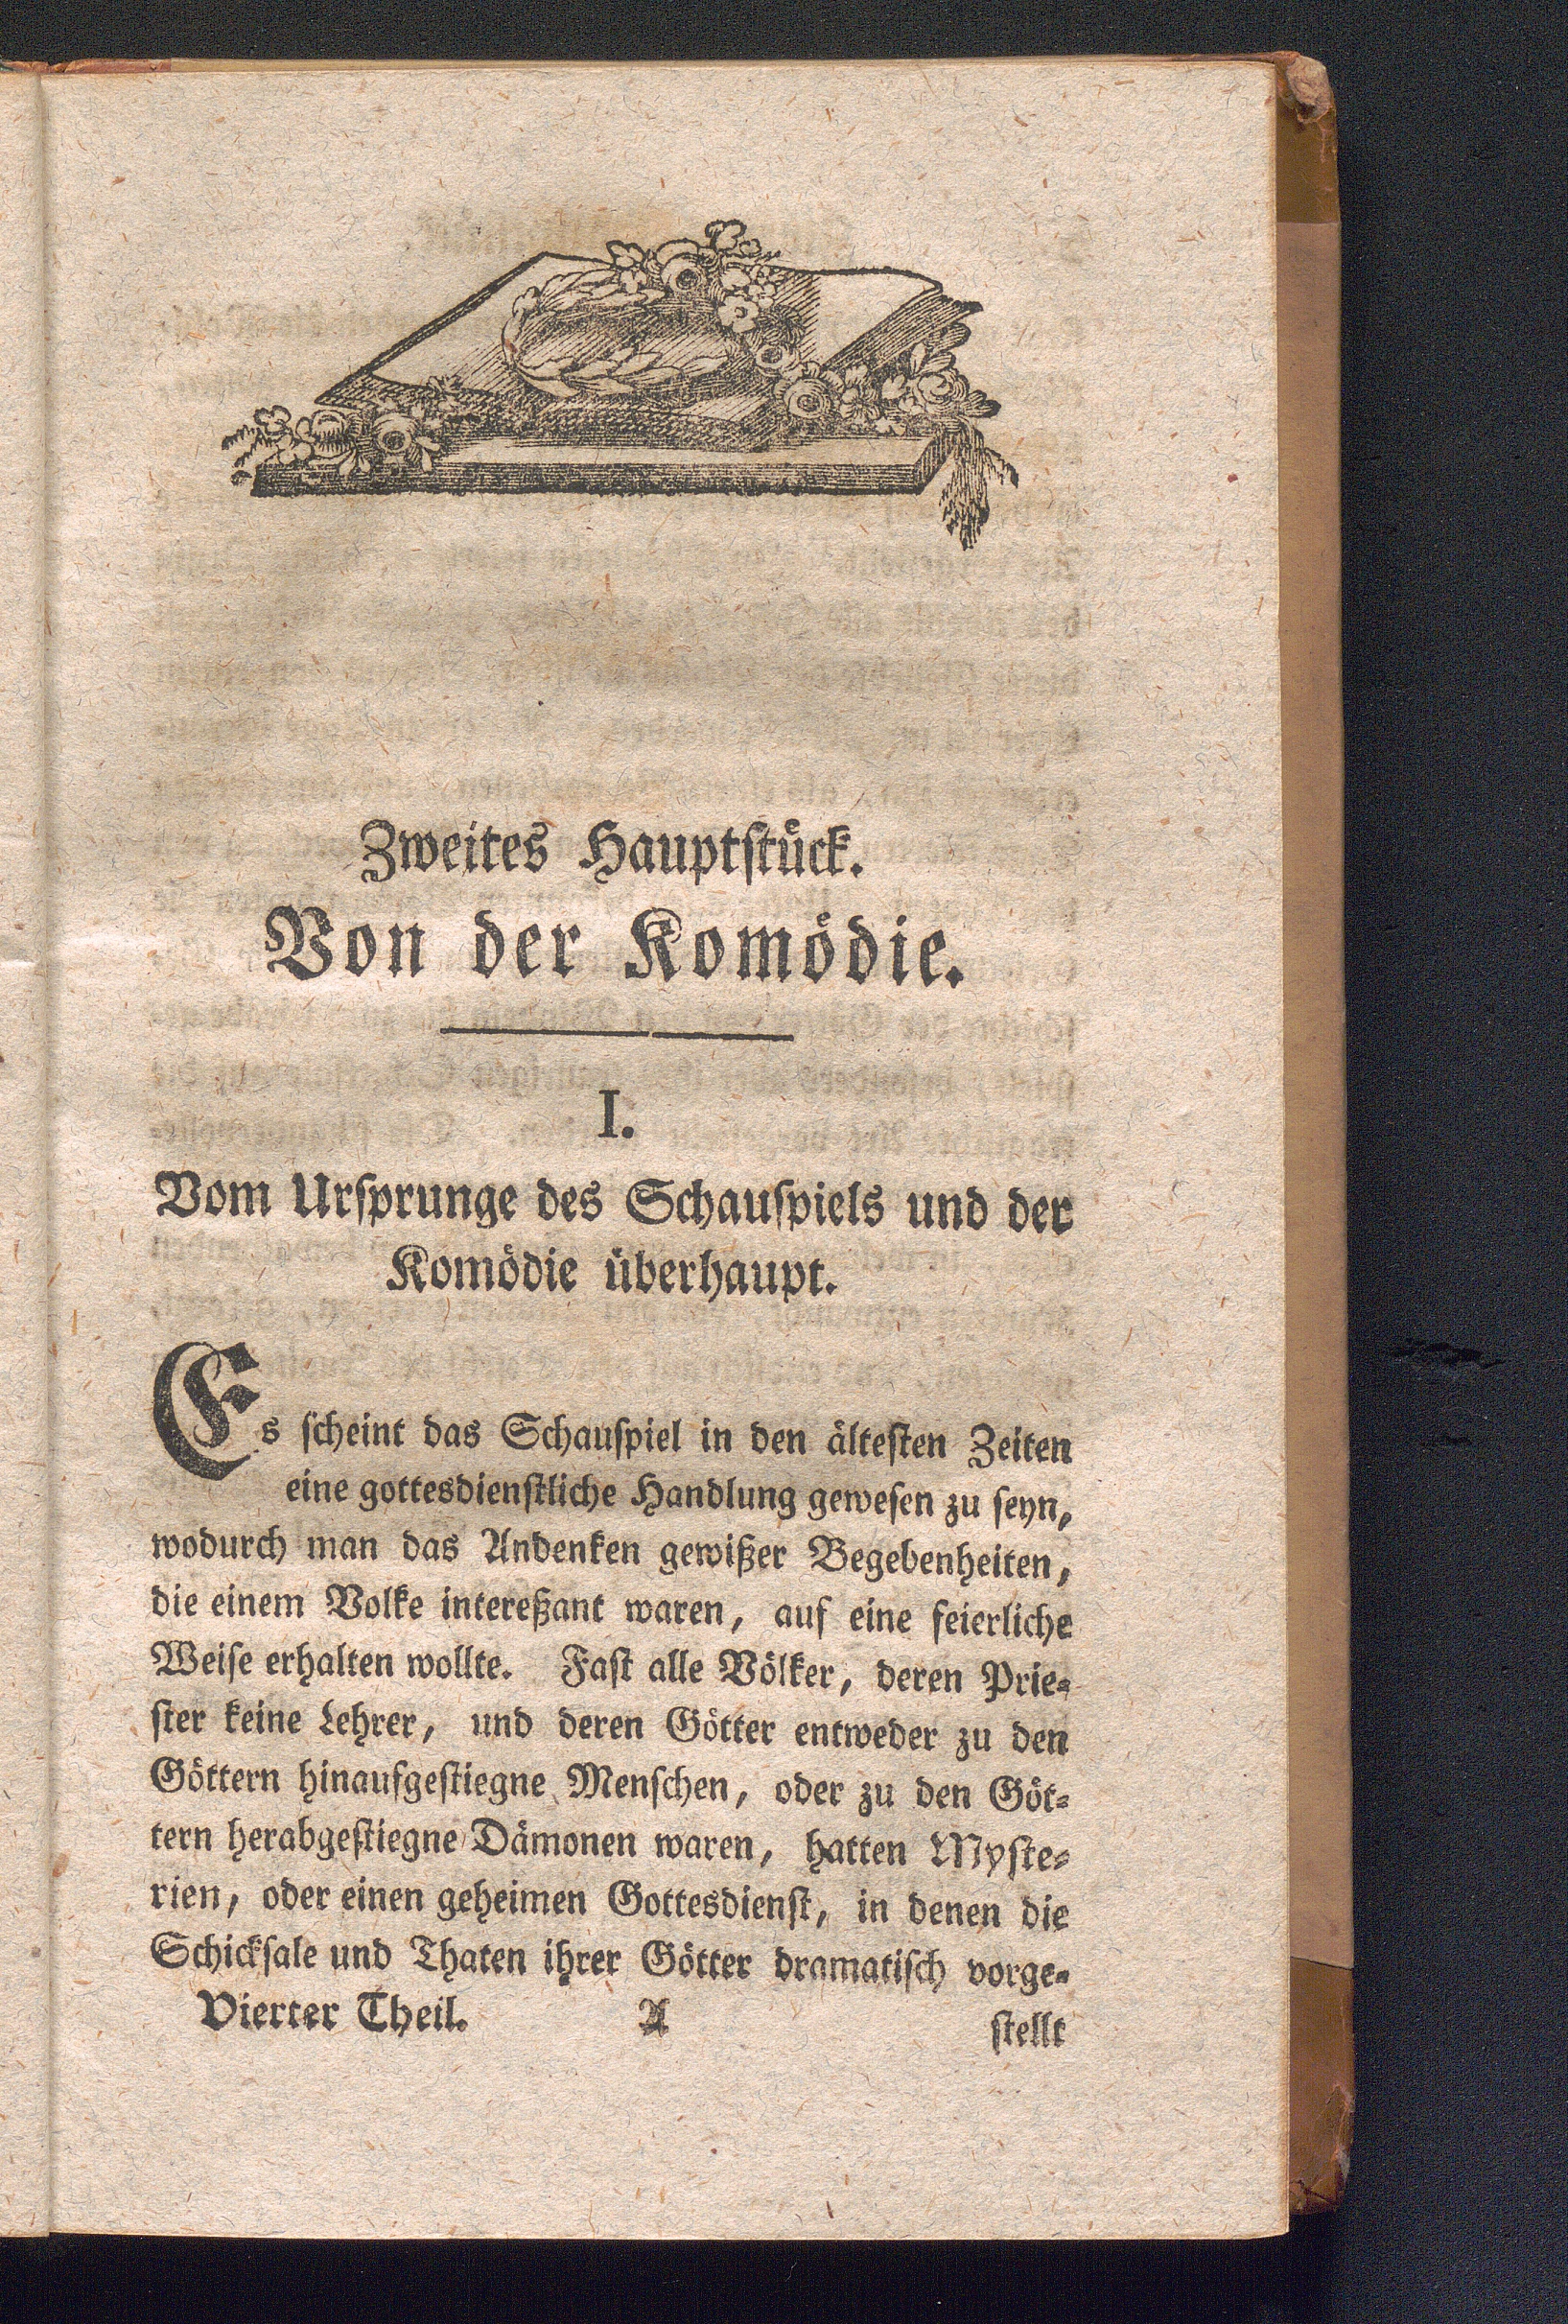 Zweites Hauptſtück.
Von der Komödie.
I.
Vom Urſprunge des Schauſpiels und der
Komödie überhaupt.
Es ſcheint das Schauſpiel in den älteſten Zeiten
eine gottesdienſtliche Handlung geweſen zu ſeyn,
wodurch man das Andenken gewißer Begebenheiten,
die einem Volke intereßant waren, auf eine feierliche
Weiſe erhalten wollte. Faſt alle Völker, deren Prie⸗
ſter keine Lehrer, und deren Götter entweder zu den
Göttern hinaufgeſtiegne Menſchen, oder zu den Göt⸗
tern herabgeſtiegne Dämonen waren, hatten Myſte⸗
rien, oder einen geheimen Gottesdienſt, in denen die
Schickſale und Thaten ihrer Götter dramatiſch vorge⸗
Vierter Theil. A ſtellt